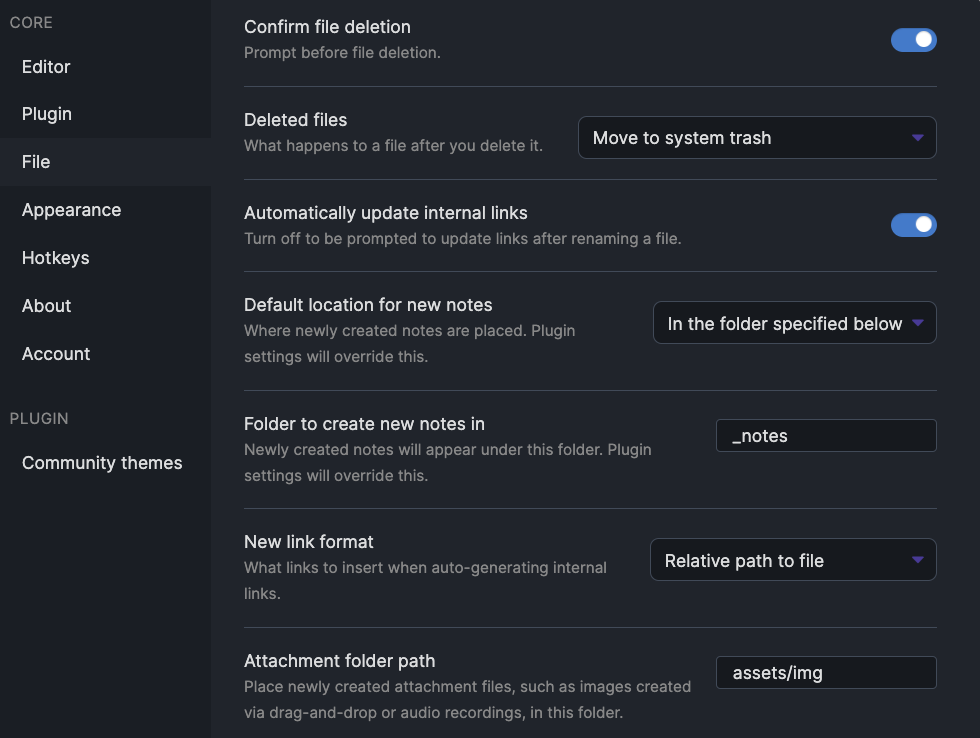 CORE
Editor
Plugin
File
Appearance
Hotkeys
About
Account
PLUGIN
Community themes
Confirm file deletion
Prompt before file deletion.
Deleted files
What happens to a file after you delete it.
Move to system trash
Automatically update internal links
Turn off to be prompted to update links after renaming a file.
Default location for new notes
Where newly created notes are placed. Plugin
settings will override this.
In the folder specified below
Folder to create new notes in
Newly created notes will appear under this folder. Plugin
settings will override this.
_notes
New link format
What links to insert when auto-generating internal
links.
Relative path to file
Attachment folder path
Place newly created attachment files, such as images created
via drag-and-drop or audio recordings, in this folder.
assets/img